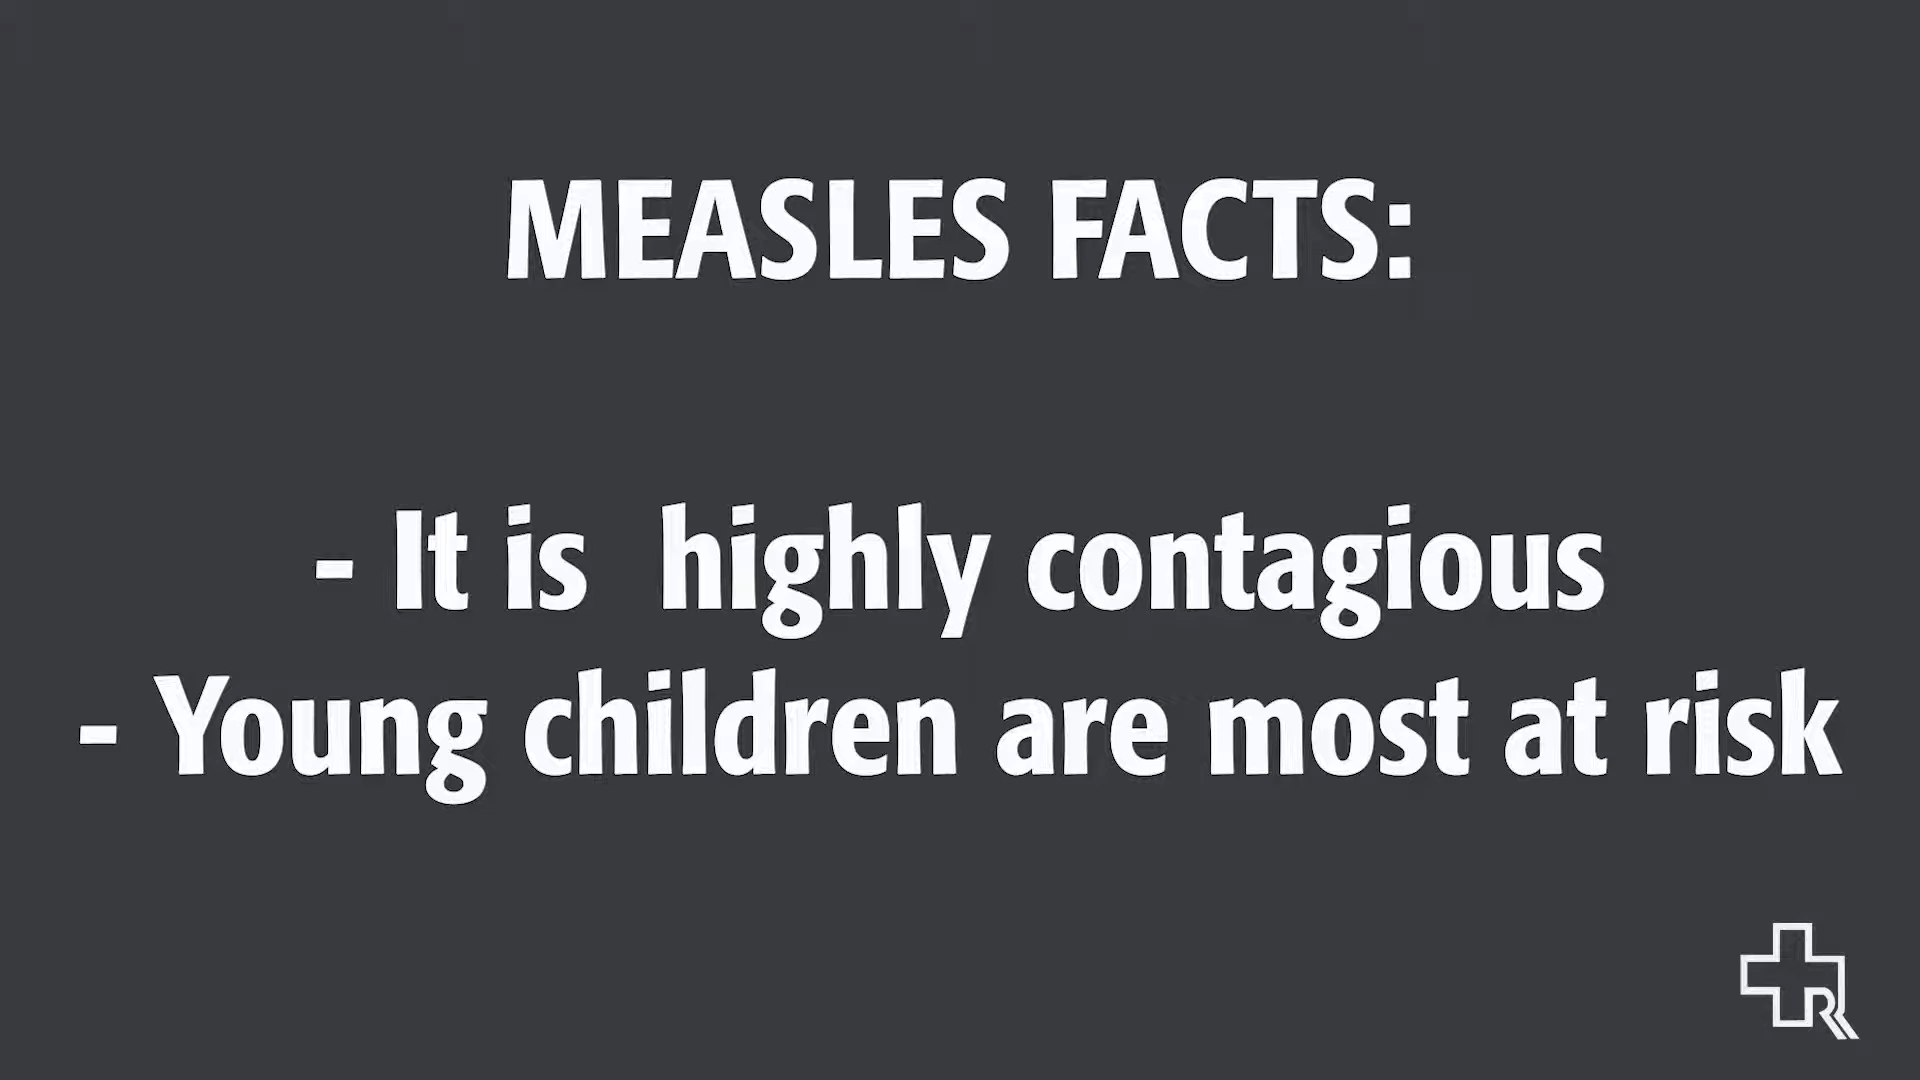 MEASLES FACTS:
- It is  highly contagious
- Young children are most at risk
R